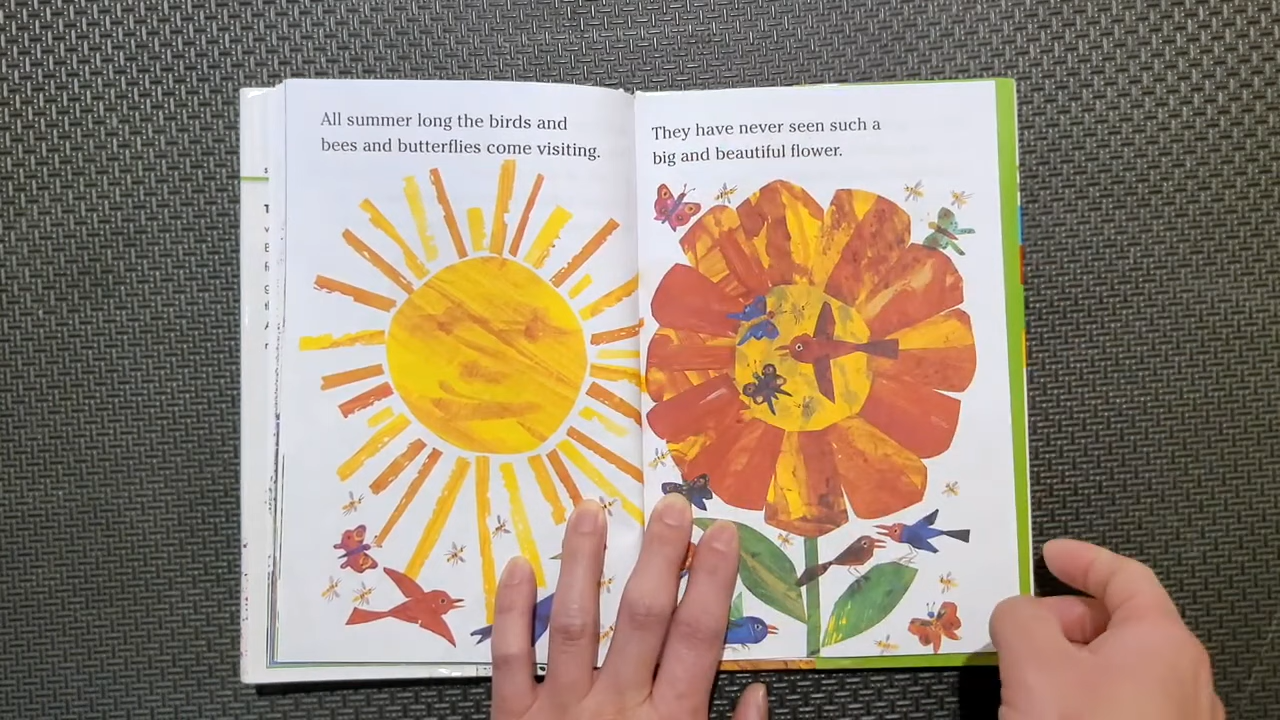 All summer long the birds and
bees and butterflies come visiting.
They have never seen such a
big and beautiful flower.